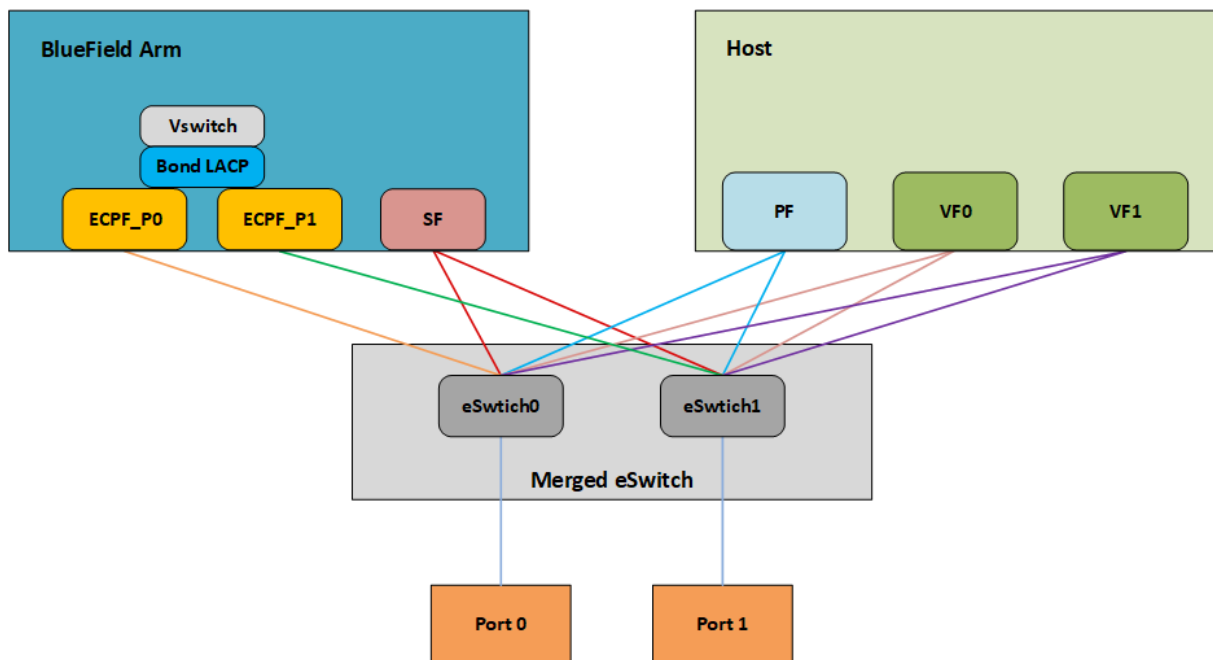 BlueField Arm
Host
Vswitch
Bond LACP
ECPF_P0
ECPF_P1
SF
PF
VF0
VF1
eSwtich0
eSwtich1
Merged eSwitch
Port 0
Port 1